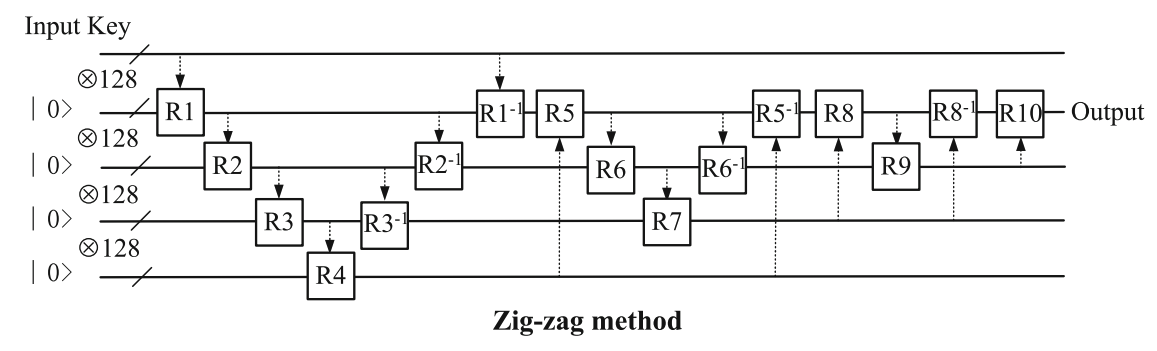 Input Key
⊗128
| 0⟩ R1 R1⁻¹ R5 R5⁻¹ R8 R8⁻¹ R10 Output
⊗128
| 0⟩ R2 R2⁻¹ R6 R6⁻¹ R9
⊗128
| 0⟩ R3 R3⁻¹ R7
⊗128
| 0⟩ R4
Zig-zag method